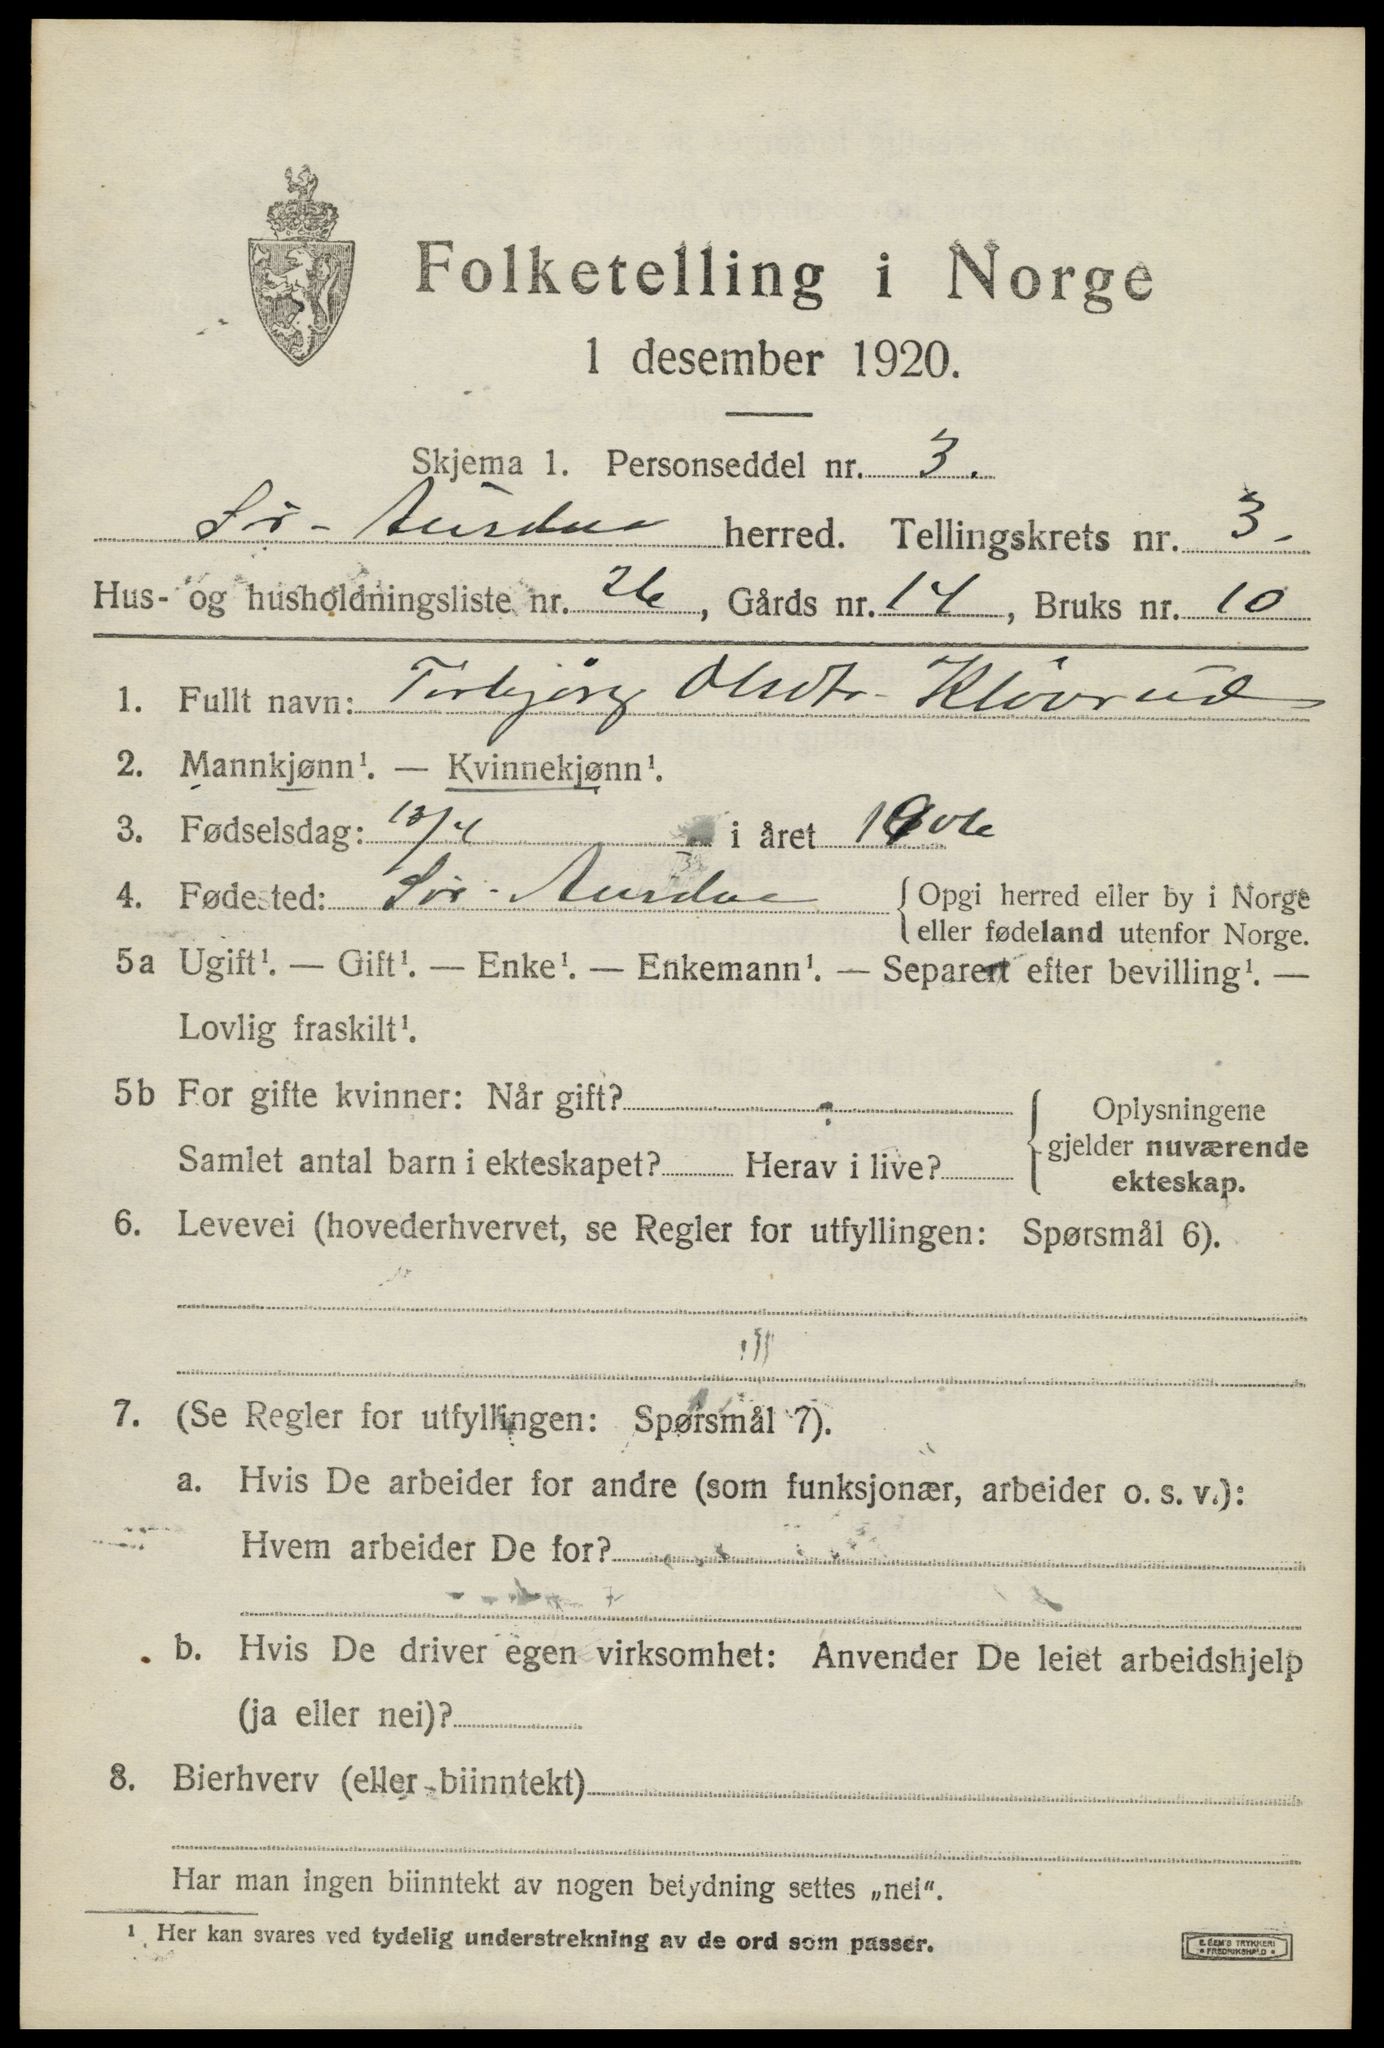 Folketelling i Norge
1 desember 1920.
Skjema 1. Personseddel nr. 3.
Sør-Aurdal herred. Tellingskrets nr. 3.
Hus- og husholdningsliste nr. 26, Gårds nr. 14, Bruks nr. 10
1. Fullt navn: Torbjørg Olsdtr. Kløvrud
2. Mannkjønn¹. — Kvinnekjønn¹.
3. Fødselsdag: 13/4 i året 1906
4. Fødested: Sør-Aurdal { Opgi herred eller by i Norge
eller fødeland utenfor Norge.
5a Ugift¹. — Gift¹. — Enke¹. — Enkemann¹. — Separert efter bevilling¹. —
Lovlig fraskilt¹.
5b For gifte kvinner: Når gift?
Samlet antal barn i ekteskapet? Herav i live?
Oplysningene
gjelder nuværende
ekteskap.
6. Levevei (hovederhvervet, se Regler for utfyllingen: Spørsmål 6).
7. (Se Regler for utfyllingen: Spørsmål 7).
a. Hvis De arbeider for andre (som funksjonær, arbeider o. s. v.):
Hvem arbeider De for?
b. Hvis De driver egen virksomhet: Anvender De leiet arbeidshjelp
(ja eller nei)?
8. Bierhverv (eller biinntekt)
Har man ingen biinntekt av nogen betydning settes „nei".
¹ Her kan svares ved tydelig understrekning av de ord som passer.
E. SEM'S TRYKKERI
FREDRIKSHALD